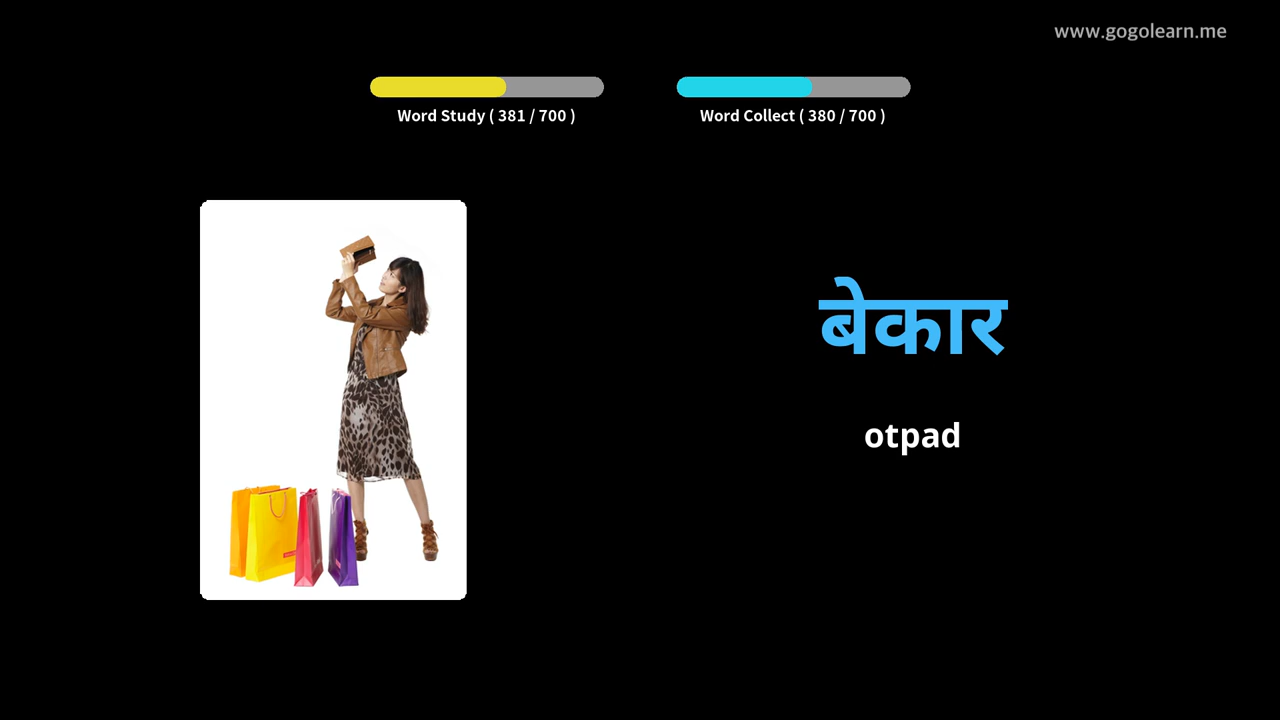 www.gogolearn.me
Word Study ( 381 / 700 )
Word Collect ( 380 / 700 )
बेकार
otpad